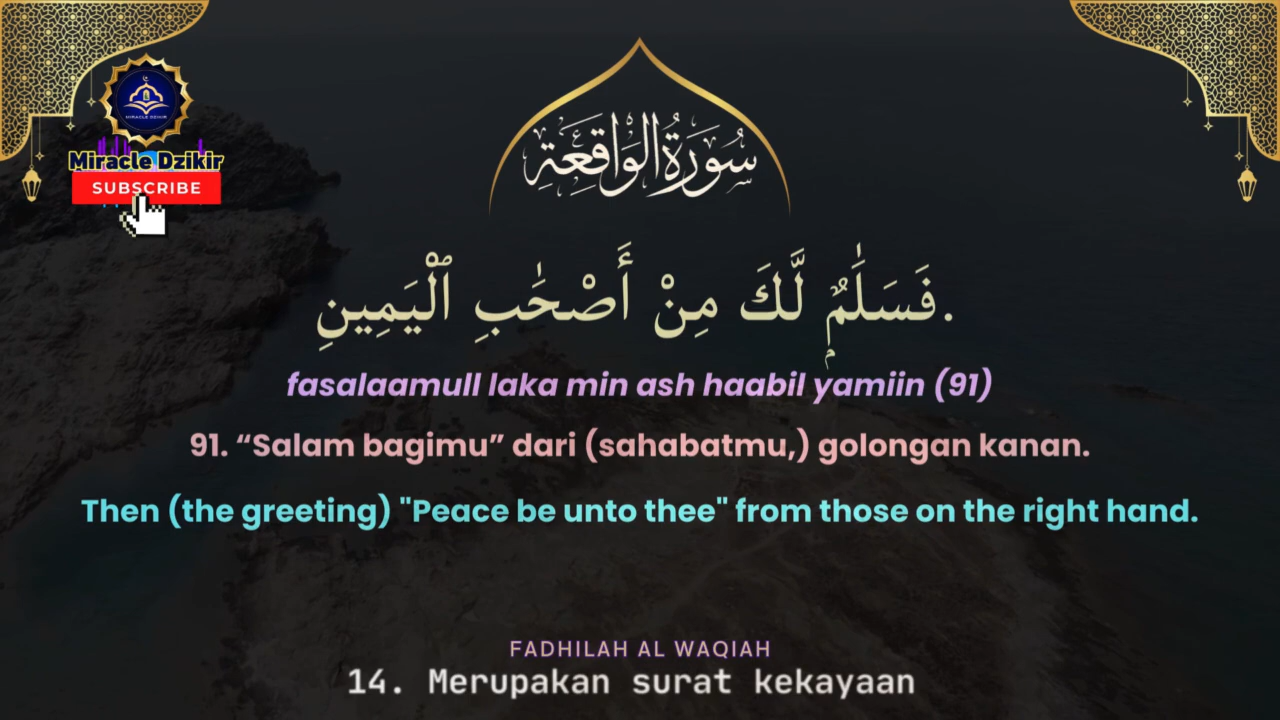 MIRACLE DZIKIR
Miracle Dzikir
SUBSCRIBE
سُورَةُ الْوَاقِعَةِ
فَسَلَٰمٌۭ لَّكَ مِنْ أَصْحَٰبِ ٱلْيَمِينِ.
fasalaamull laka min ash haabil yamiin (91)
91. “Salam bagimu” dari (sahabatmu,) golongan kanan.
Then (the greeting) "Peace be unto thee" from those on the right hand.
FADHILAH AL WAQIAH
14. Merupakan surat kekayaan